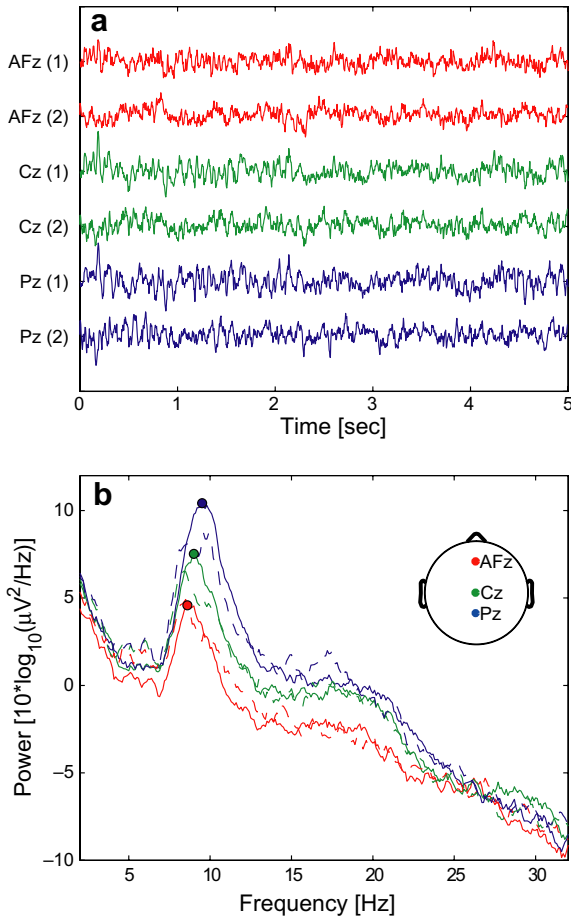 a
AFz (1)
AFz (2)
Cz (1)
Cz (2)
Pz (1)
Pz (2)
0 1 2 3 4 5
Time [sec]
b
10
5
0
–5
–10
Power [10*log10(μV2/Hz)]
AFz
Cz
Pz
5 10 15 20 25 30
Frequency [Hz]